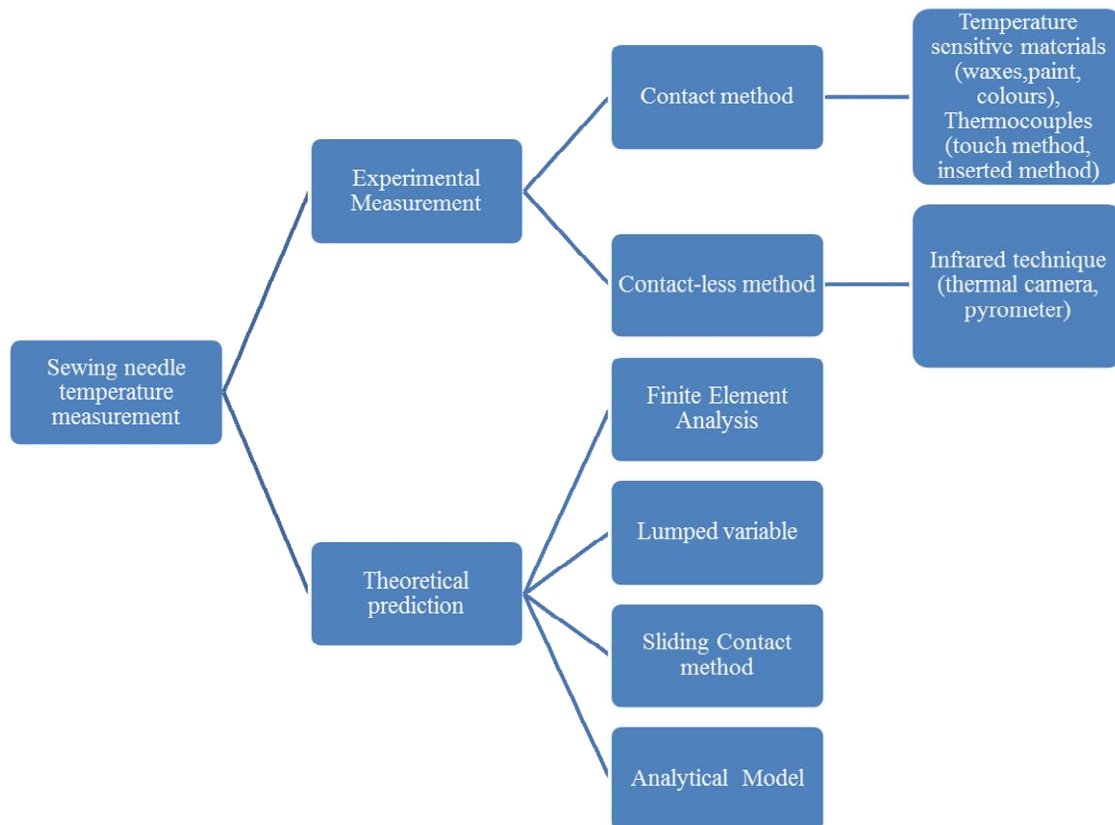 Sewing needle
temperature
measurement
Experimental
Measurement
Contact method
Temperature
sensitive materials
(waxes,paint,
colours),
Thermocouples
(touch method,
inserted method)
Contact-less method
Infrared technique
(thermal camera,
pyrometer)
Theoretical
prediction
Finite Element
Analysis
Lumped variable
Sliding Contact
method
Analytical Model